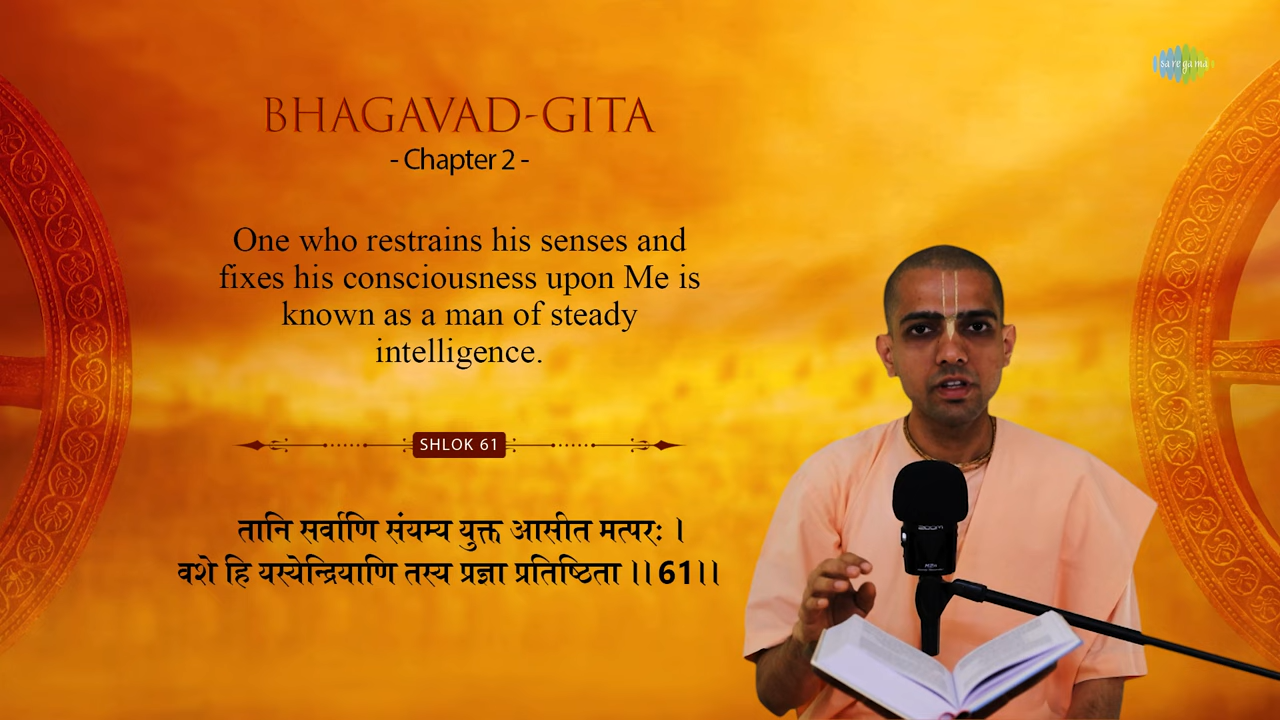 saregama
BHAGAVAD-GITA
- Chapter 2 -
One who restrains his senses and
fixes his consciousness upon Me is
known as a man of steady
intelligence.
SHLOK 61
तानि सर्वाणि संयम्य युक्त आसीत मत्परः ।
वशे हि यस्येन्द्रियाणि तस्य प्रज्ञा प्रतिष्ठिता ।। 61।।
zoom